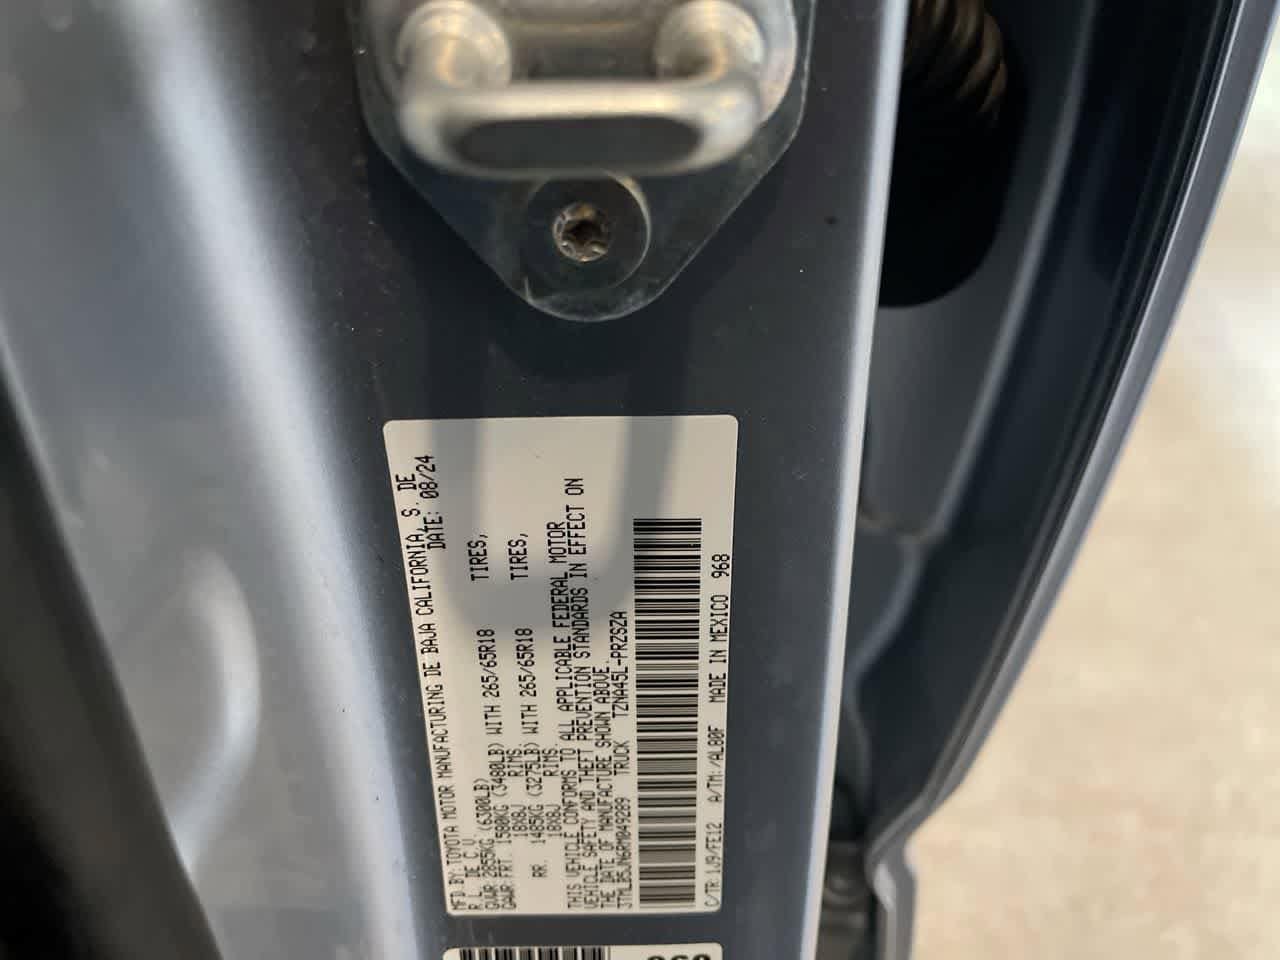 MFD BY: TOYOTA MOTOR MANUFACTURING DE BAJA CALIFORNIA, S. DE
R.L. DE C.V. DATE: 08/24
GVWR 2855KG (6300LB)
GAWR FRT. 1580KG (3480LB) WITH 265/65R18 TIRES,
18X8J RIMS.
RR. 1485KG (3275LB) WITH 265/65R18 TIRES,
18X8J RIMS.
THIS VEHICLE CONFORMS TO ALL APPLICABLE FEDERAL MOTOR
VEHICLE SAFETY AND THEFT PREVENTION STANDARDS IN EFFECT ON
THE DATE OF MANUFACTURE SHOWN ABOVE.
3TMLB5JN6RM049289 TRUCK TZNA45L-PRZSZA
C/TR:1J9/FE12 A/TM:/AL80F MADE IN MEXICO 968